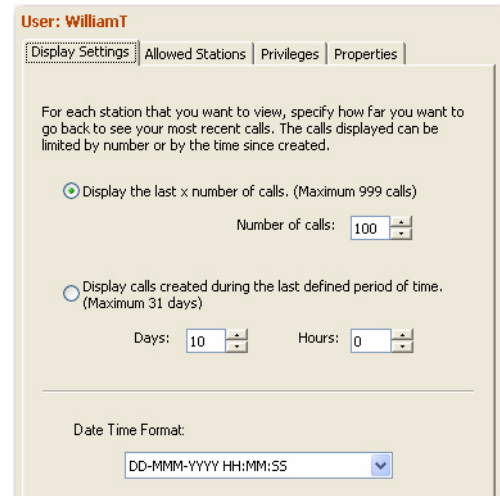 User: WilliamT
Display Settings Allowed Stations Privileges Properties
For each station that you want to view, specify how far you want to
go back to see your most recent calls. The calls displayed can be
limited by number or by the time since created.
Display the last x number of calls. (Maximum 999 calls)
Number of calls: 100
Display calls created during the last defined period of time.
(Maximum 31 days)
Days: 10 Hours: 0
Date Time Format:
DD-MMM-YYYY HH:MM:SS